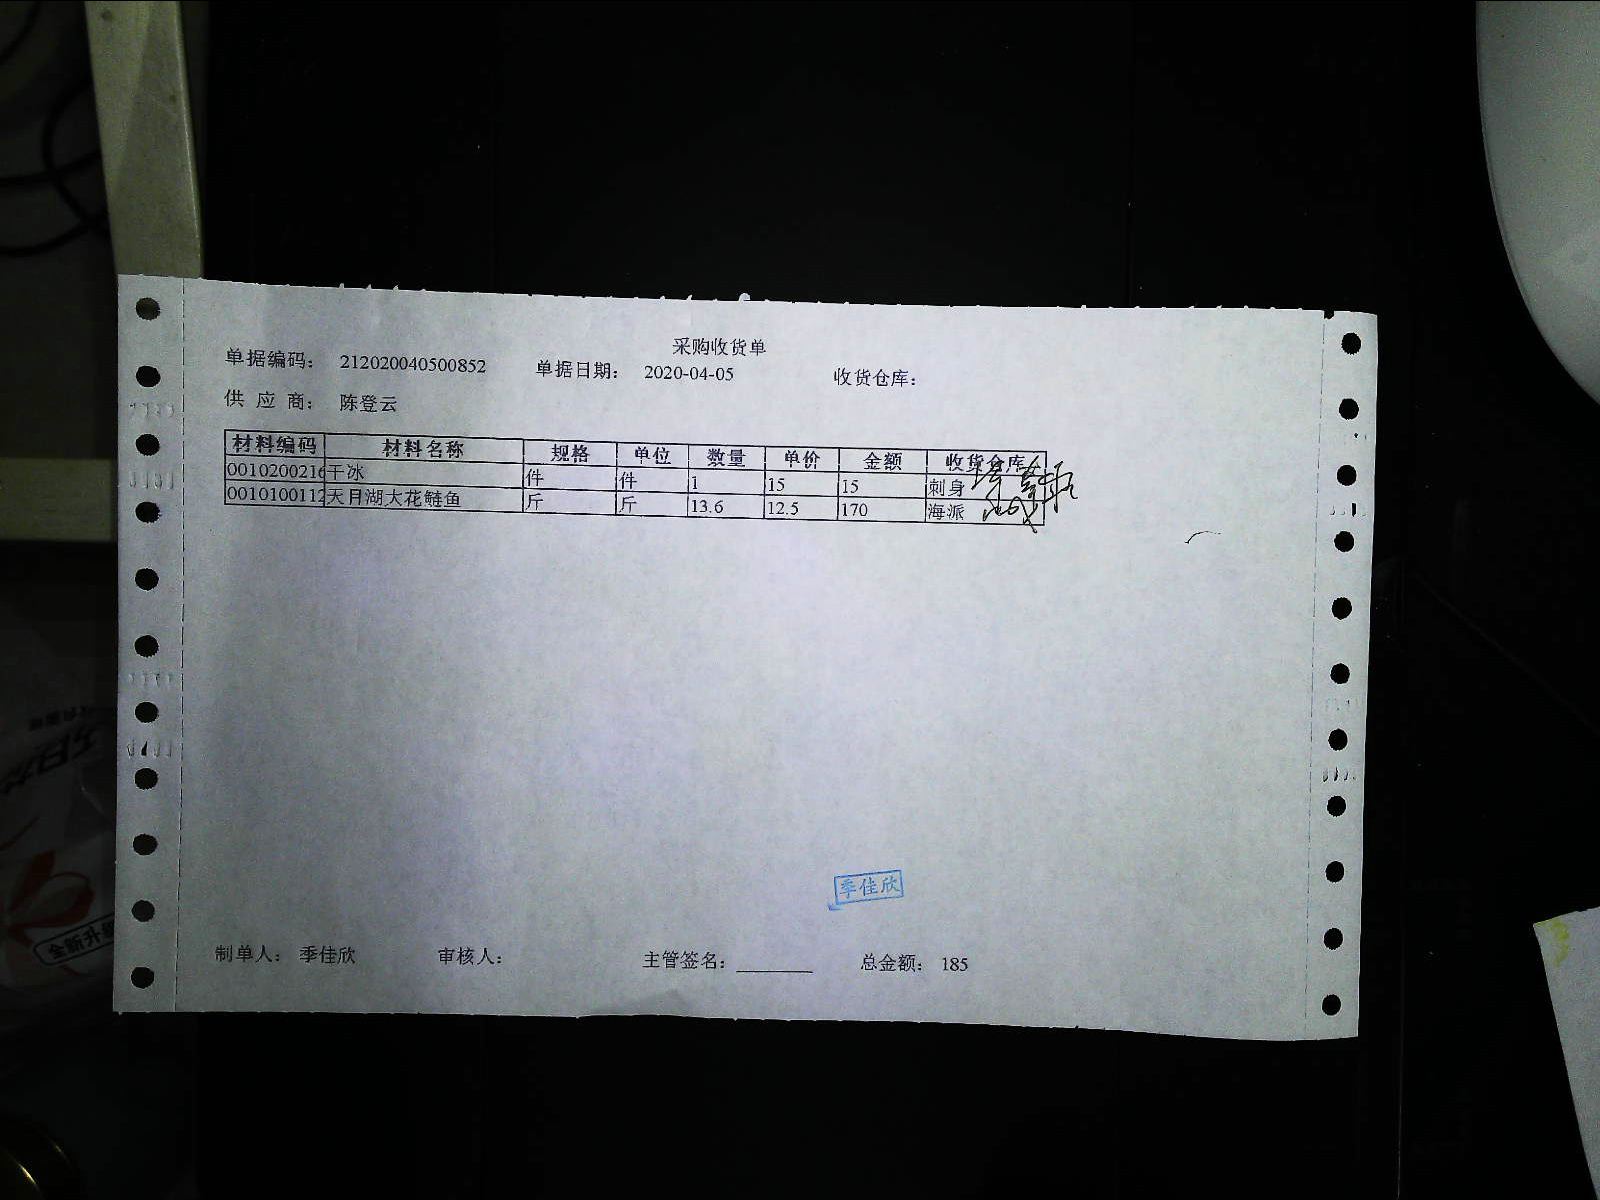 采购收货单
单据编码： 212020040500852 单据日期： 2020-04-05 收货仓库：
供 应 商： 陈登云
材料编码 材料名称 规格 单位 数量 单价 金额 收货仓库
0010200216 干冰 件 件 1 15 15 刺身
0010100112 天目湖大花鲢鱼 斤 斤 13.6 12.5 170 海派
季佳欣
制单人： 季佳欣 审核人： 主管签名： 总金额： 185